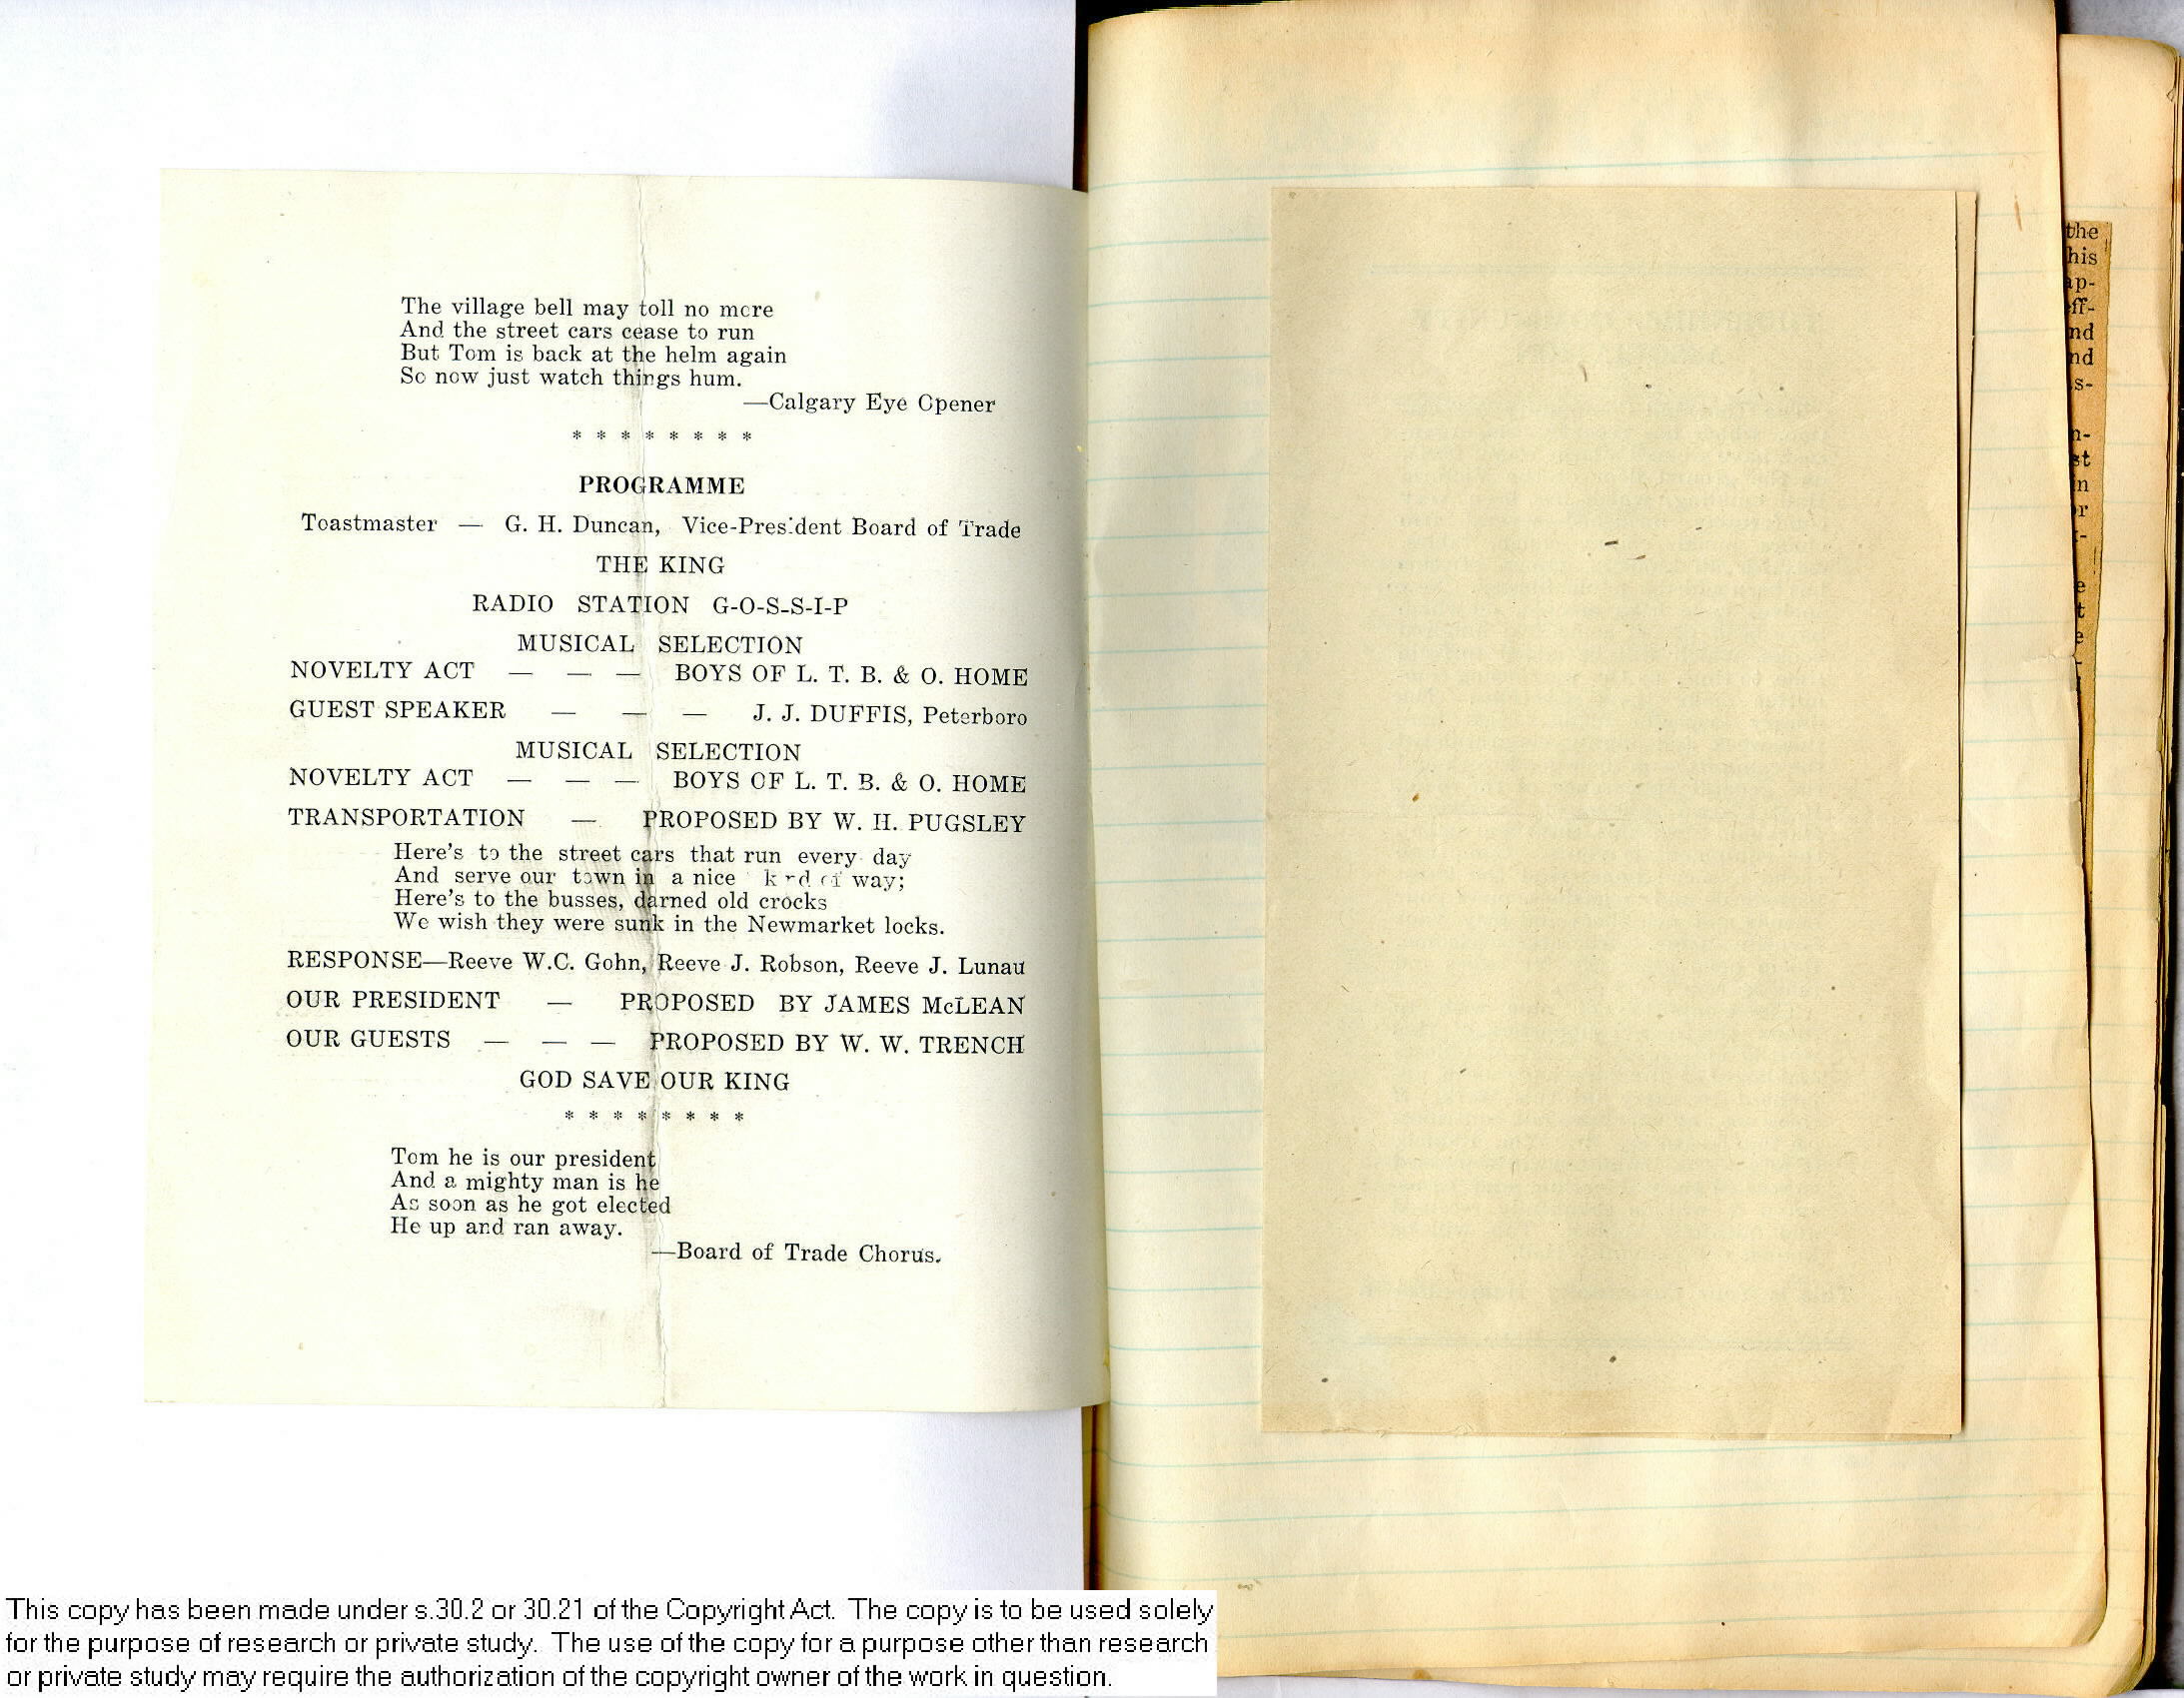 The village bell may toll no more
And the street cars cease to run
But Tom is back at the helm again
So now just watch things hum.
—Calgary Eye Opener
* * * * * * * *
PROGRAMME
Toastmaster — G. H. Duncan, Vice-President Board of Trade
THE KING
RADIO STATION G-O-S-S-I-P
MUSICAL SELECTION
NOVELTY ACT — — — BOYS OF L. T. B. & O. HOME
GUEST SPEAKER — — — J. J. DUFFIS, Peterboro
MUSICAL SELECTION
NOVELTY ACT — — — BOYS OF L. T. B. & O. HOME
TRANSPORTATION — PROPOSED BY W. H. PUGSLEY
Here's to the street cars that run every day
And serve our town in a nice kind of way;
Here's to the busses, darned old crocks
We wish they were sunk in the Newmarket locks.
RESPONSE—Reeve W.C. Gohn, Reeve J. Robson, Reeve J. Lunau
OUR PRESIDENT — PROPOSED BY JAMES McLEAN
OUR GUESTS — — — PROPOSED BY W. W. TRENCH
GOD SAVE OUR KING
* * * * * * * *
Tom he is our president
And a mighty man is he
As soon as he got elected
He up and ran away.
—Board of Trade Chorus.
the
his
ap-
eff-
nd
nd
s-
n-
st
n
or
e
t
e
This copy has been made under s.30.2 or 30.21 of the Copyright Act. The copy is to be used solely
for the purpose of research or private study. The use of the copy for a purpose other than research
or private study may require the authorization of the copyright owner of the work in question.